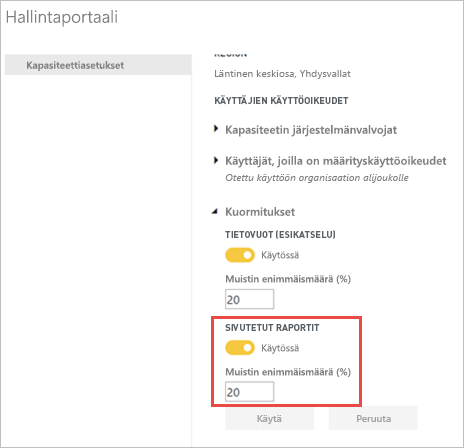 Hallintaportaali
Kapasiteettiasetukset
REGION
Läntinen keskiosa, Yhdysvallat
KÄYTTÄJIEN KÄYTTÖOIKEUDET
Kapasiteetin järjestelmänvalvojat
Käyttäjät, joilla on määrityskäyttöoikeudet
Otettu käyttöön organisaation alijoukolle
Kuormitukset
TIETOVUOT (ESIKATSELU)
Käytössä
Muistin enimmäismäärä (%)
20
SIVUTETUT RAPORTIT
Käytössä
Muistin enimmäismäärä (%)
20
Käytä
Peruuta